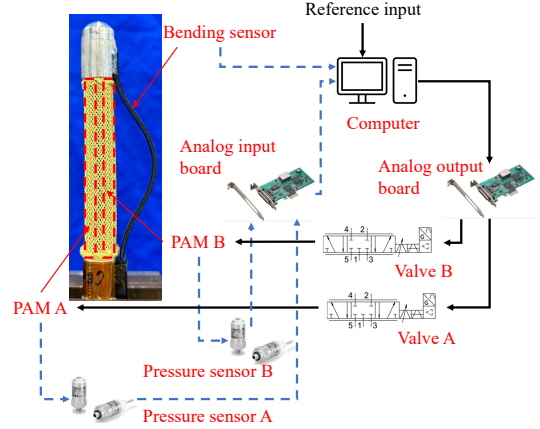 Reference input
Bending sensor
Computer
Analog input
board
Analog output
board
4 2
5 1 3
PAM B
Valve B
PAM A
4 2
5 1 3
Valve A
Pressure sensor B
Pressure sensor A